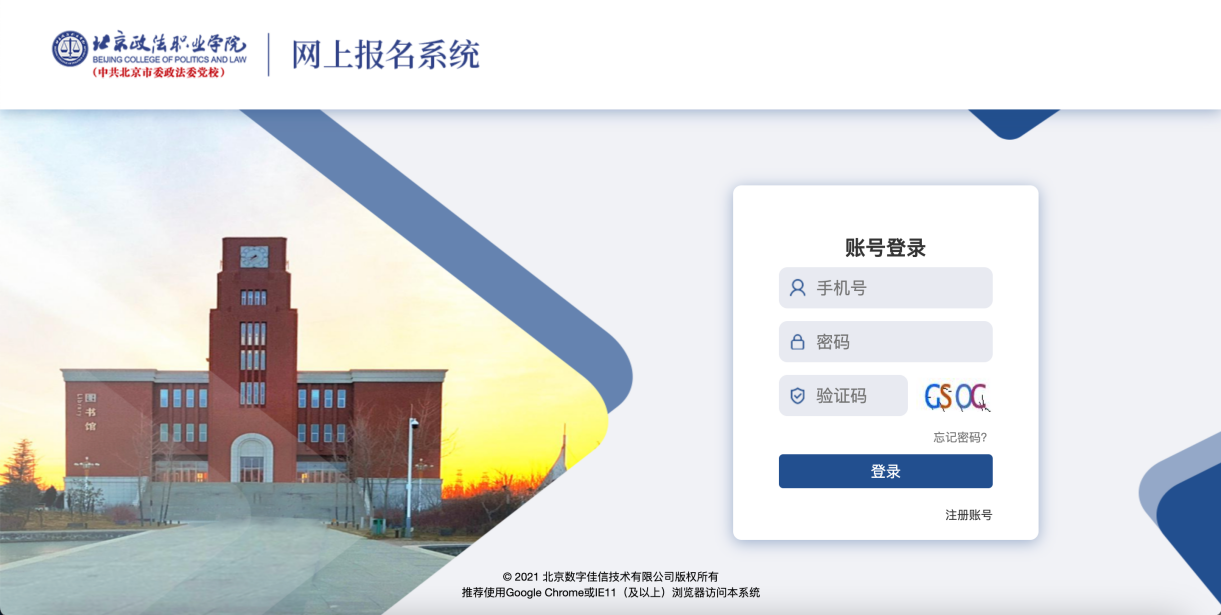 北京政法职业学院
BEIJING COLLEGE OF POLITICS AND LAW
(中共北京市委政法委党校)
网上报名系统
图书馆
Library
账号登录
手机号
密码
验证码
GSOC
忘记密码?
登录
注册账号
© 2021 北京数字佳信技术有限公司版权所有
推荐使用Google Chrome或IE11（及以上）浏览器访问本系统